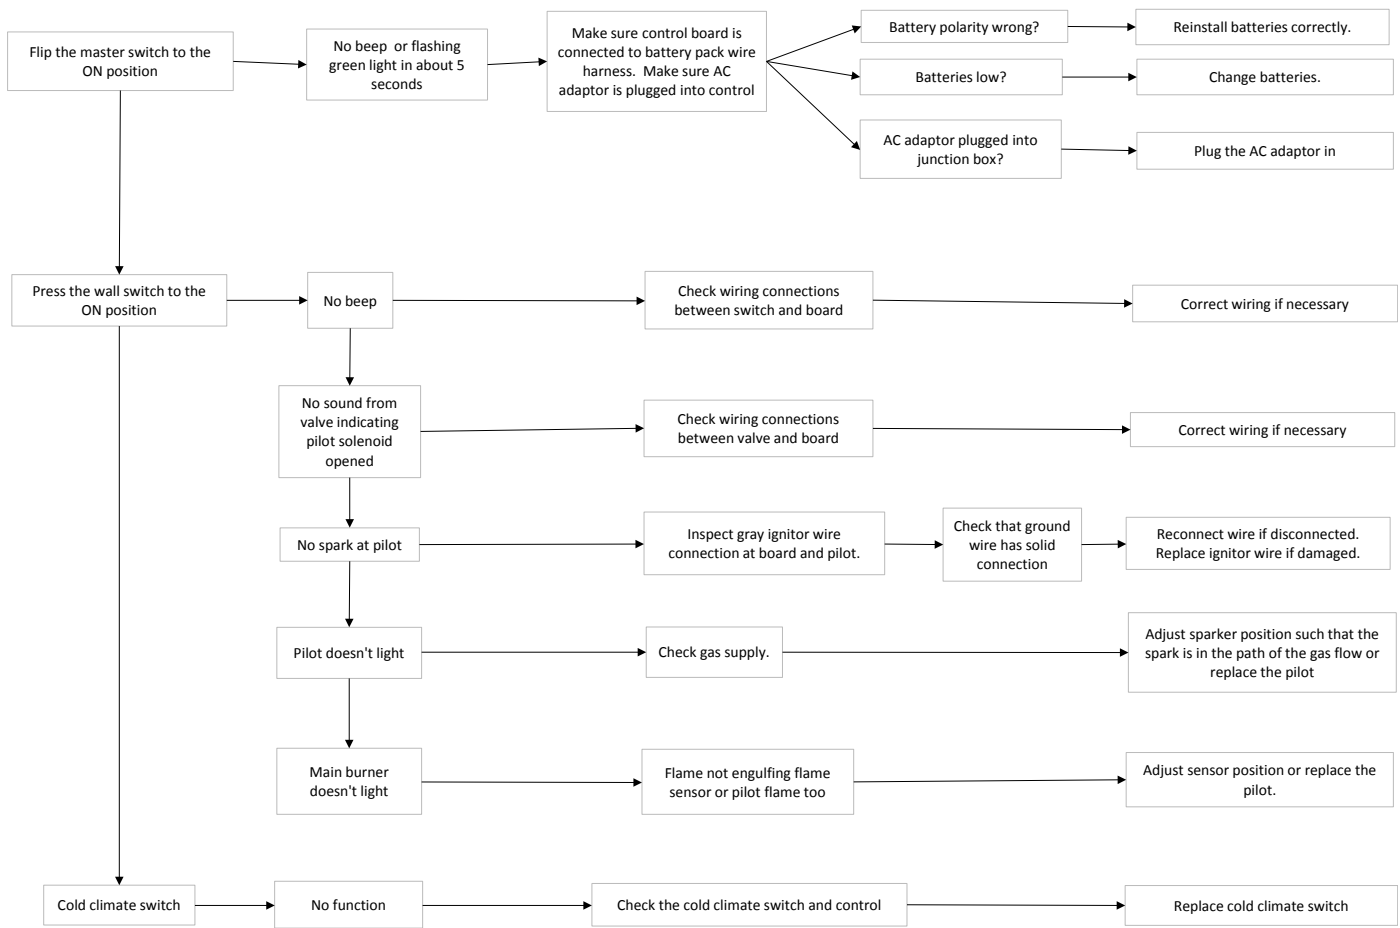 Flip the master switch to the
ON position
No beep  or flashing
green light in about 5
seconds
Make sure control board is
connected to battery pack wire
harness.  Make sure AC
adaptor is plugged into control
Battery polarity wrong?
Reinstall batteries correctly.
Batteries low?
Change batteries.
AC adaptor plugged into
junction box?
Plug the AC adaptor in
Press the wall switch to the
ON position
No beep
Check wiring connections
between switch and board
Correct wiring if necessary
No sound from
valve indicating
pilot solenoid
opened
Check wiring connections
between valve and board
Correct wiring if necessary
No spark at pilot
Inspect gray ignitor wire
connection at board and pilot.
Check that ground
wire has solid
connection
Reconnect wire if disconnected.
Replace ignitor wire if damaged.
Pilot doesn't light
Check gas supply.
Adjust sparker position such that the
spark is in the path of the gas flow or
replace the pilot
Main burner
doesn't light
Flame not engulfing flame
sensor or pilot flame too
Adjust sensor position or replace the
pilot.
Cold climate switch
No function
Check the cold climate switch and control
Replace cold climate switch